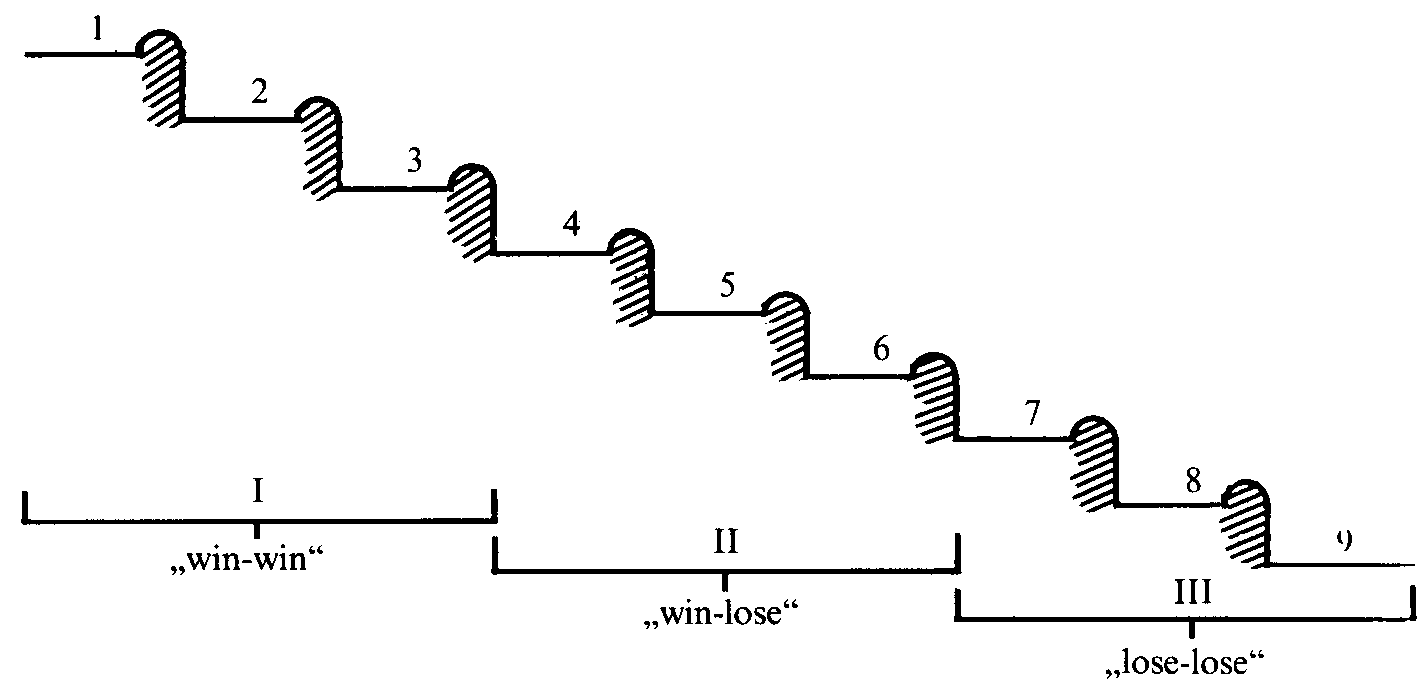 1
2
3
4
5
6
7
8
9
I
„win-win“
II
„win-lose“
III
„lose-lose“